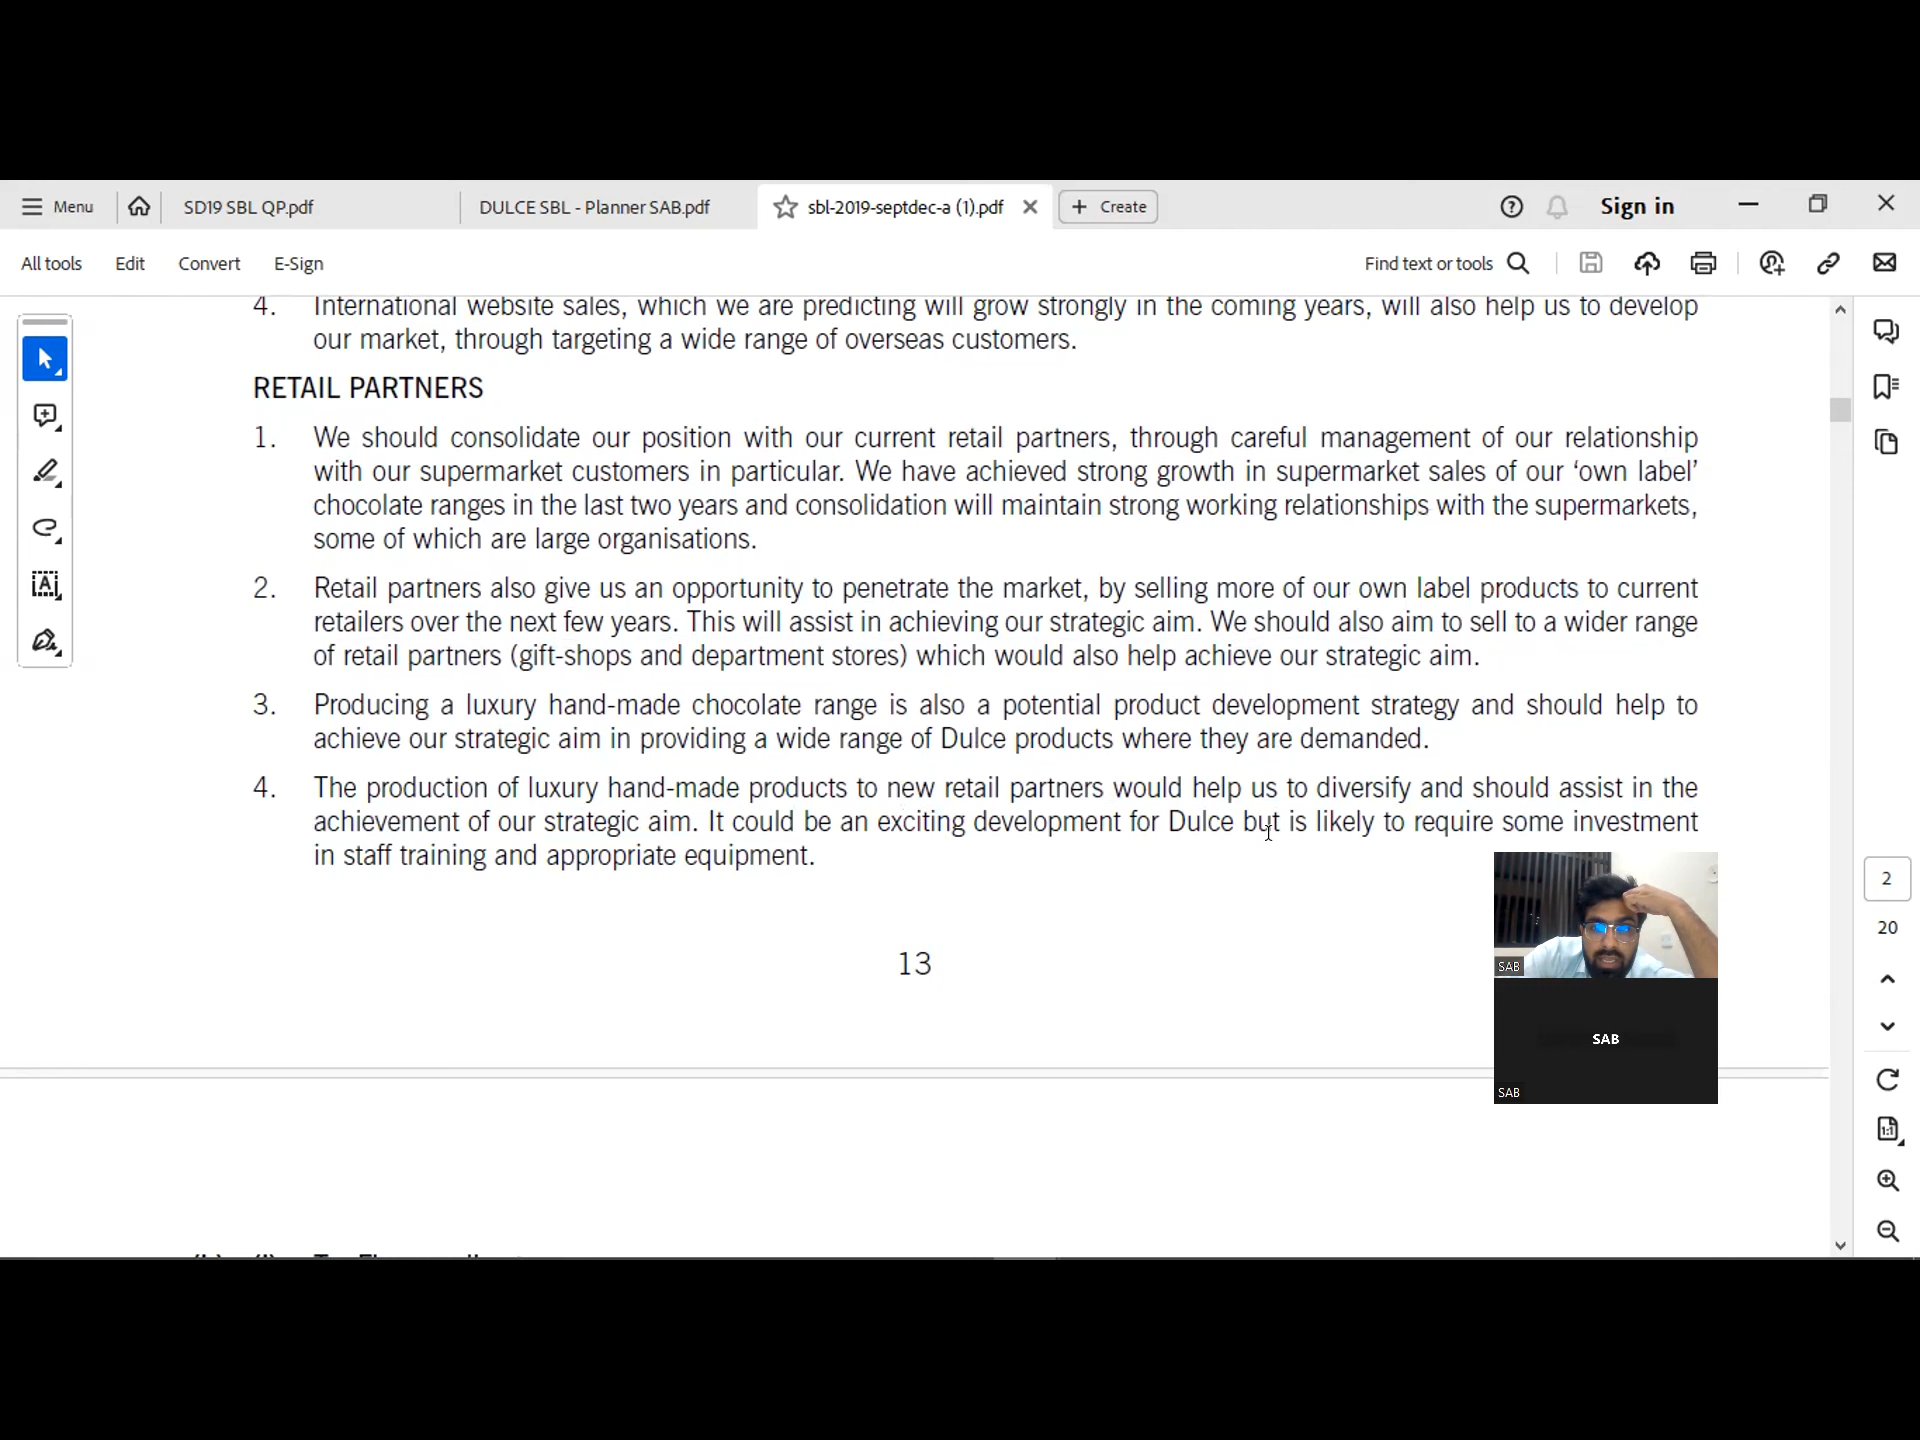 Menu
SD19 SBL QP.pdf
DULCE SBL - Planner SAB.pdf
sbl-2019-septdec-a (1).pdf
Create
Sign in
All tools
Edit
Convert
E-Sign
Find text or tools
4. International website sales, which we are predicting will grow strongly in the coming years, will also help us to develop
our market, through targeting a wide range of overseas customers.
RETAIL PARTNERS
1. We should consolidate our position with our current retail partners, through careful management of our relationship
with our supermarket customers in particular. We have achieved strong growth in supermarket sales of our ‘own label’
chocolate ranges in the last two years and consolidation will maintain strong working relationships with the supermarkets,
some of which are large organisations.
2. Retail partners also give us an opportunity to penetrate the market, by selling more of our own label products to current
retailers over the next few years. This will assist in achieving our strategic aim. We should also aim to sell to a wider range
of retail partners (gift-shops and department stores) which would also help achieve our strategic aim.
3. Producing a luxury hand-made chocolate range is also a potential product development strategy and should help to
achieve our strategic aim in providing a wide range of Dulce products where they are demanded.
4. The production of luxury hand-made products to new retail partners would help us to diversify and should assist in the
achievement of our strategic aim. It could be an exciting development for Dulce but is likely to require some investment
in staff training and appropriate equipment.
13
SAB
SAB
SAB
2
20
1:1